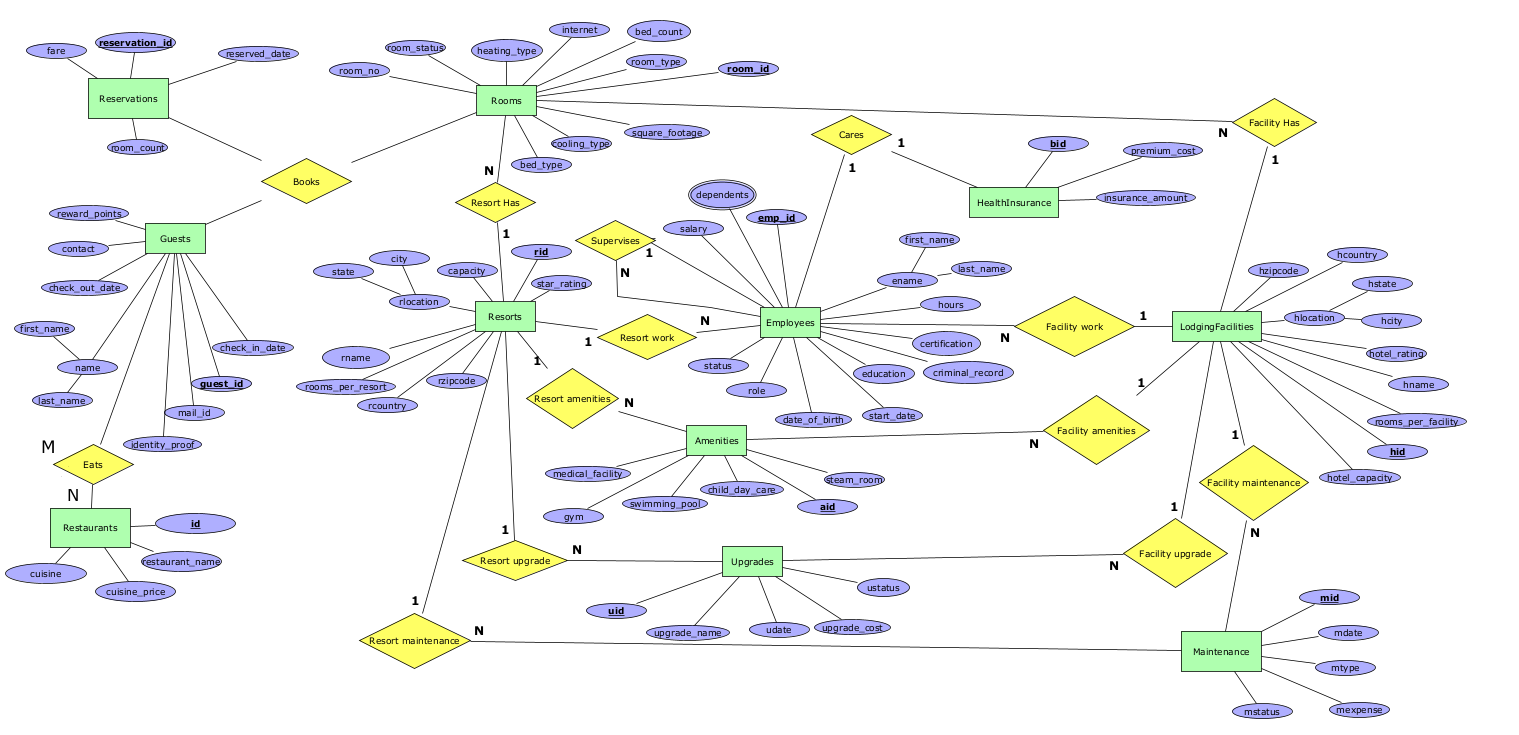 internet
bed_count
reservation_id
room_status
heating_type
fare
reserved_date
room_type
room_no
room_id
Reservations
Rooms
Facility Has
N
square_footage
Cares
1
bid
cooling_type
room_count
premium_cost
bed_type
1
1
N
Books
dependents
insurance_amount
Resort Has
HealthInsurance
reward_points
emp_id
salary
1
Guests
Supervises
first_name
contact
1
rid
hcountry
city
last_name
state
capacity
N
hzipcode
ename
check_out_date
star_rating
hstate
rlocation
hours
Resorts
hlocation
hcity
N
Employees
1
LodgingFacilities
first_name
Facility work
Resort work
1
N
certification
check_in_date
rname
1
hotel_rating
name
status
education
criminal_record
rzipcode
guest_id
1
hname
rooms_per_resort
role
last_name
Resort amenities
N
rcountry
mail_id
start_date
date_of_birth
rooms_per_facility
Facility amenities
1
M
identity_proof
Amenities
N
hid
Eats
medical_facility
hotel_capacity
steam_room
Facility maintenance
child_day_care
N
swimming_pool
aid
1
gym
id
Restaurants
1
N
N
Facility upgrade
Resort upgrade
restaurant_name
Upgrades
N
cuisine
ustatus
cuisine_price
mid
1
uid
upgrade_cost
udate
N
upgrade_name
mdate
Resort maintenance
Maintenance
mtype
mstatus
mexpense